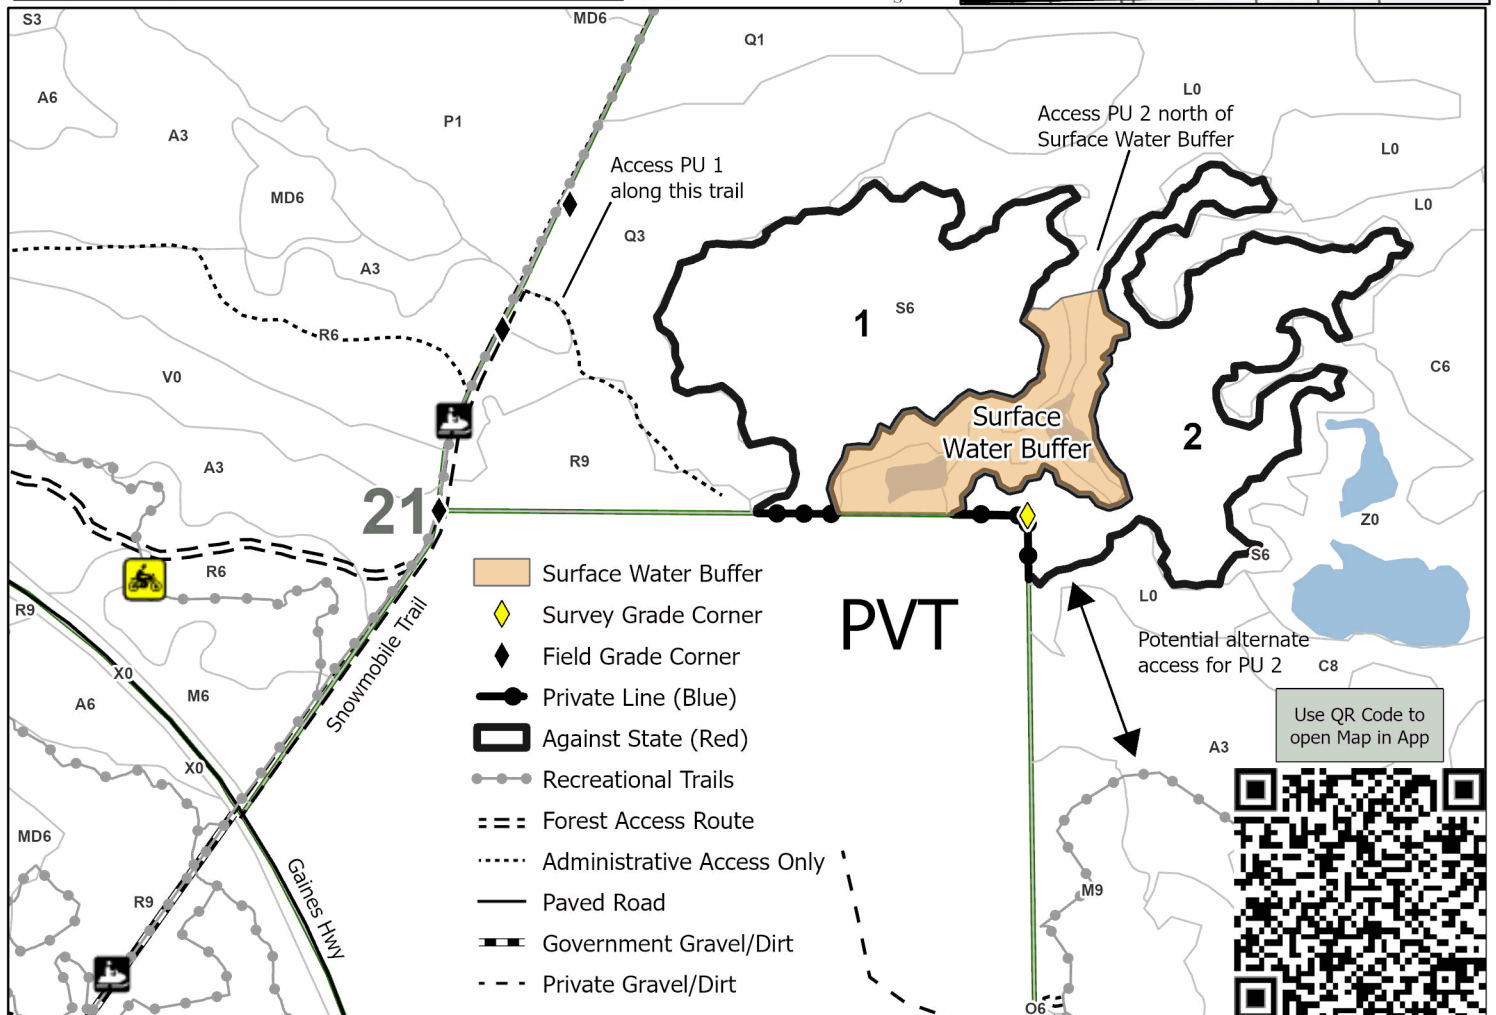 S3
MD6
Q1
A6
A3
P1
L0
Access PU 2 north of
Surface Water Buffer
L0
Access PU 1
along this trail
MD6
L0
Q3
A3
1
S6
R6
V0
C6
Surface
Water Buffer
2
A3
R9
21
Z0
S6
R6
L0
R9
Surface Water Buffer
Survey Grade Corner
Field Grade Corner
Private Line (Blue)
Against State (Red)
Recreational Trails
Forest Access Route
Administrative Access Only
Paved Road
Government Gravel/Dirt
Private Gravel/Dirt
PVT
Potential alternate
access for PU 2
C8
Snowmobile Trail
X0
M6
A6
X0
Use QR Code to
open Map in App
A3
MD6
Gaines Hwy
R9
M9
O6